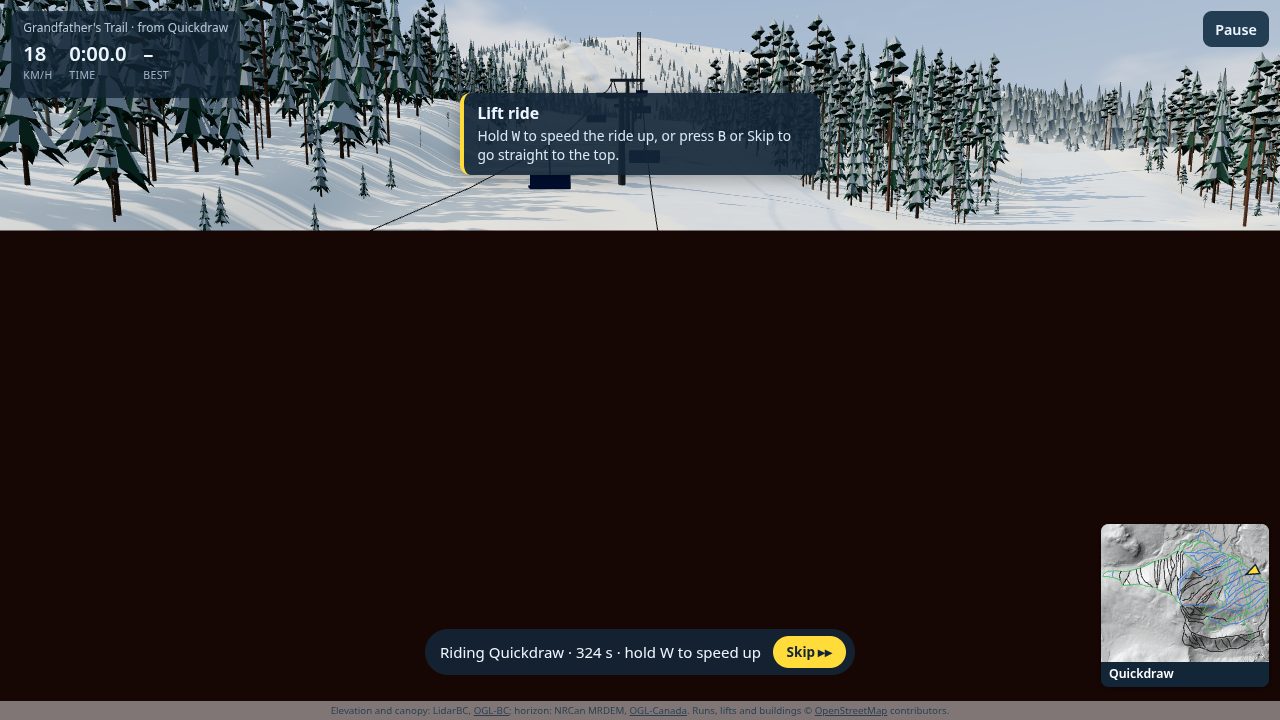 Grandfather's Trail · from Quickdraw
Pause
18 0:00.0 –
KM/H TIME BEST
Lift ride
Hold W to speed the ride up, or press B or Skip to
go straight to the top.
Riding Quickdraw · 324 s · hold W to speed up
Skip ▸▸
Quickdraw
Elevation and canopy: LidarBC, OGL-BC; horizon: NRCan MRDEM, OGL-Canada. Runs, lifts and buildings © OpenStreetMap contributors.